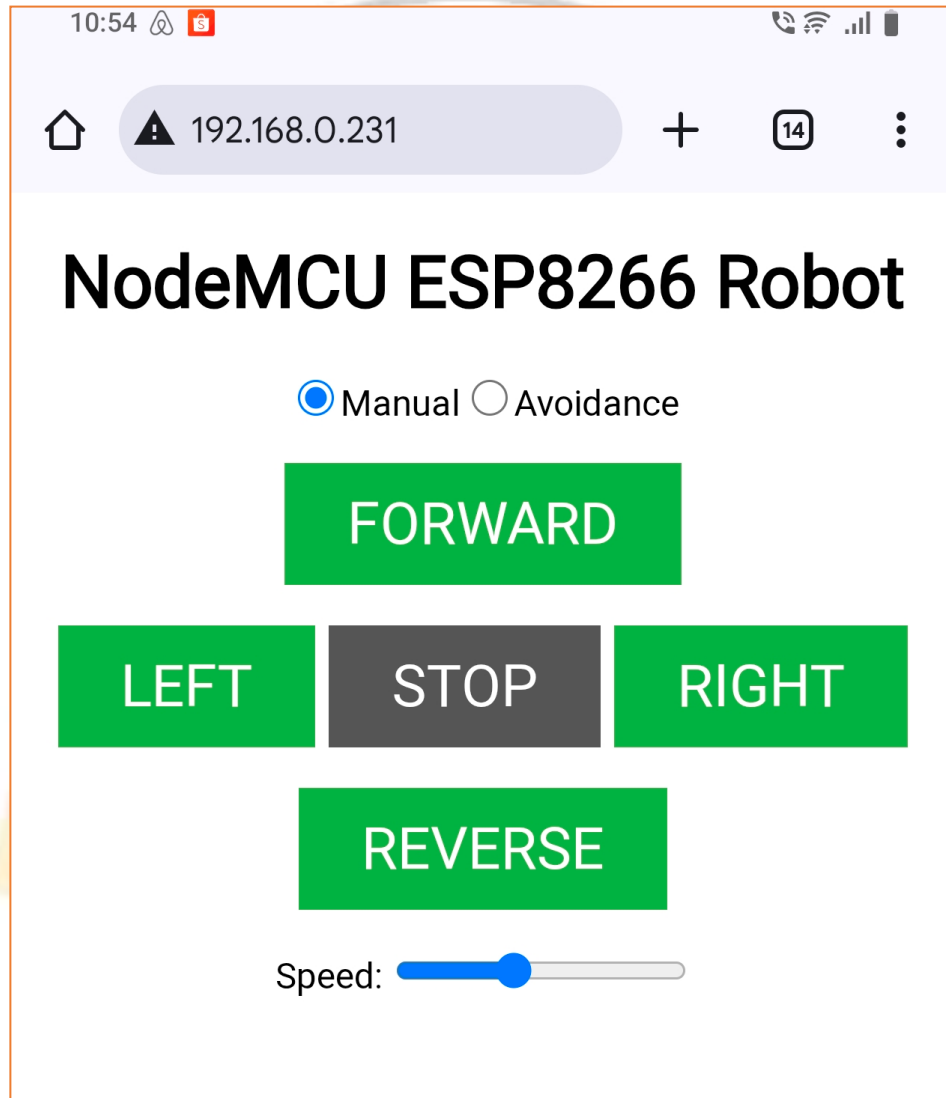 10:54
192.168.0.231
14
NodeMCU ESP8266 Robot
Manual Avoidance
FORWARD
LEFT STOP RIGHT
REVERSE
Speed: